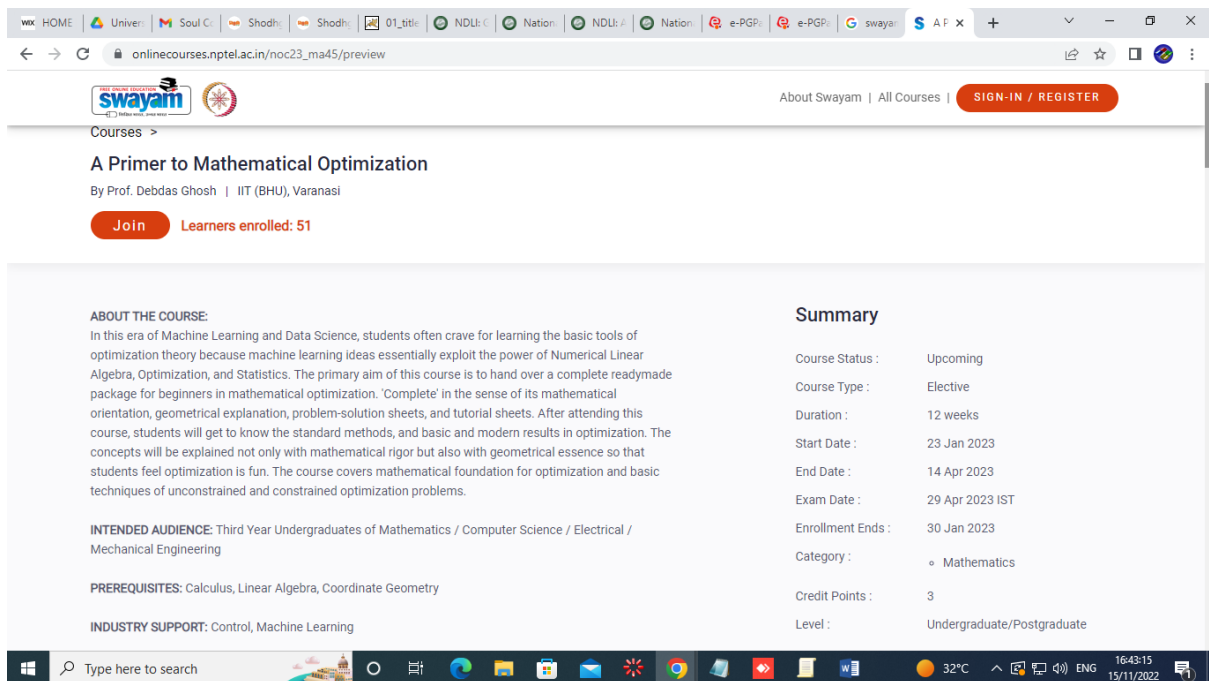 WiX HOME Univers Soul Co Shodhg Shodhg 01_title NDLI: C Nation NDLI: A Nation e-PGPa e-PGPa swayan A P
onlinecourses.nptel.ac.in/noc23_ma45/preview
FREE ONLINE EDUCATION
swayam
About Swayam | All Courses | SIGN-IN / REGISTER
Courses >
A Primer to Mathematical Optimization
By Prof. Debdas Ghosh | IIT (BHU), Varanasi
Join Learners enrolled: 51
ABOUT THE COURSE:
In this era of Machine Learning and Data Science, students often crave for learning the basic tools of
optimization theory because machine learning ideas essentially exploit the power of Numerical Linear
Algebra, Optimization, and Statistics. The primary aim of this course is to hand over a complete readymade
package for beginners in mathematical optimization. 'Complete' in the sense of its mathematical
orientation, geometrical explanation, problem-solution sheets, and tutorial sheets. After attending this
course, students will get to know the standard methods, and basic and modern results in optimization. The
concepts will be explained not only with mathematical rigor but also with geometrical essence so that
students feel optimization is fun. The course covers mathematical foundation for optimization and basic
techniques of unconstrained and constrained optimization problems.
INTENDED AUDIENCE: Third Year Undergraduates of Mathematics / Computer Science / Electrical /
Mechanical Engineering
PREREQUISITES: Calculus, Linear Algebra, Coordinate Geometry
INDUSTRY SUPPORT: Control, Machine Learning
Summary
Course Status : Upcoming
Course Type : Elective
Duration : 12 weeks
Start Date : 23 Jan 2023
End Date : 14 Apr 2023
Exam Date : 29 Apr 2023 IST
Enrollment Ends : 30 Jan 2023
Category :
Mathematics
Credit Points : 3
Level : Undergraduate/Postgraduate
Type here to search
32°C ENG 16:43:15
15/11/2022